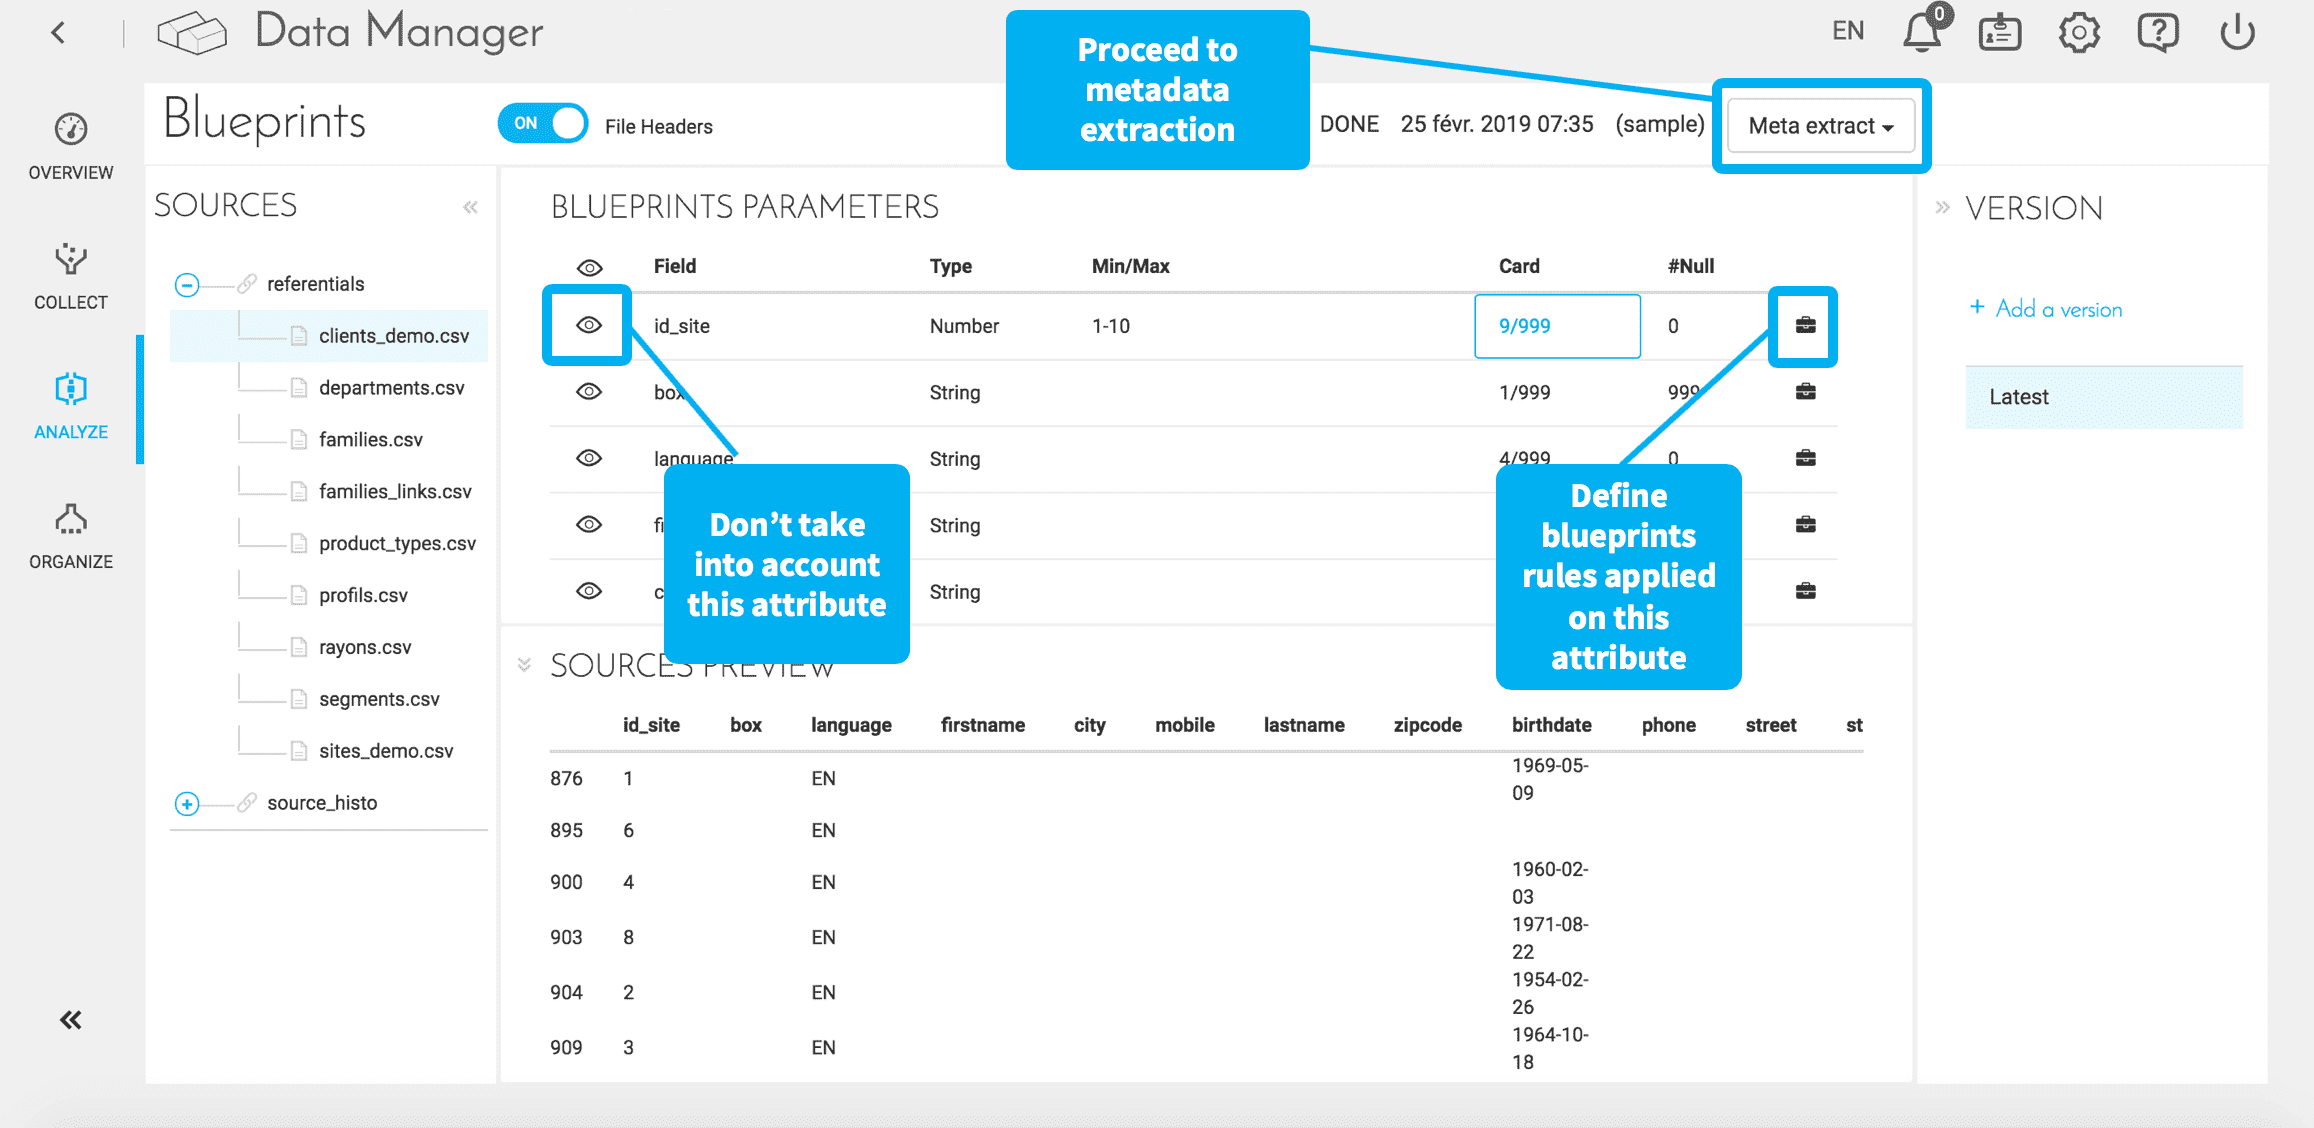 Data Manager
EN
0
Proceed to
metadata
extraction
Blueprints
ON
File Headers
DONE 25 févr. 2019 07:35 (sample)
Meta extract
OVERVIEW
COLLECT
ANALYZE
ORGANIZE
SOURCES
referentials
clients_demo.csv
departments.csv
families.csv
families_links.csv
product_types.csv
profils.csv
rayons.csv
segments.csv
sites_demo.csv
source_histo
BLUEPRINTS PARAMETERS
Field Type Min/Max Card #Null
id_site Number 1-10 9/999 0
box String 1/999 999
language String 4/999 0
String
String
Don’t take
into account
this attribute
Define
blueprints
rules applied
on this
attribute
SOURCES PREVIEW
id_site box language firstname city mobile lastname zipcode birthdate phone street st
876 1 EN 1969-05-
09
895 6 EN
900 4 EN 1960-02-
03
903 8 EN 1971-08-
22
904 2 EN 1954-02-
26
909 3 EN 1964-10-
18
VERSION
+ Add a version
Latest